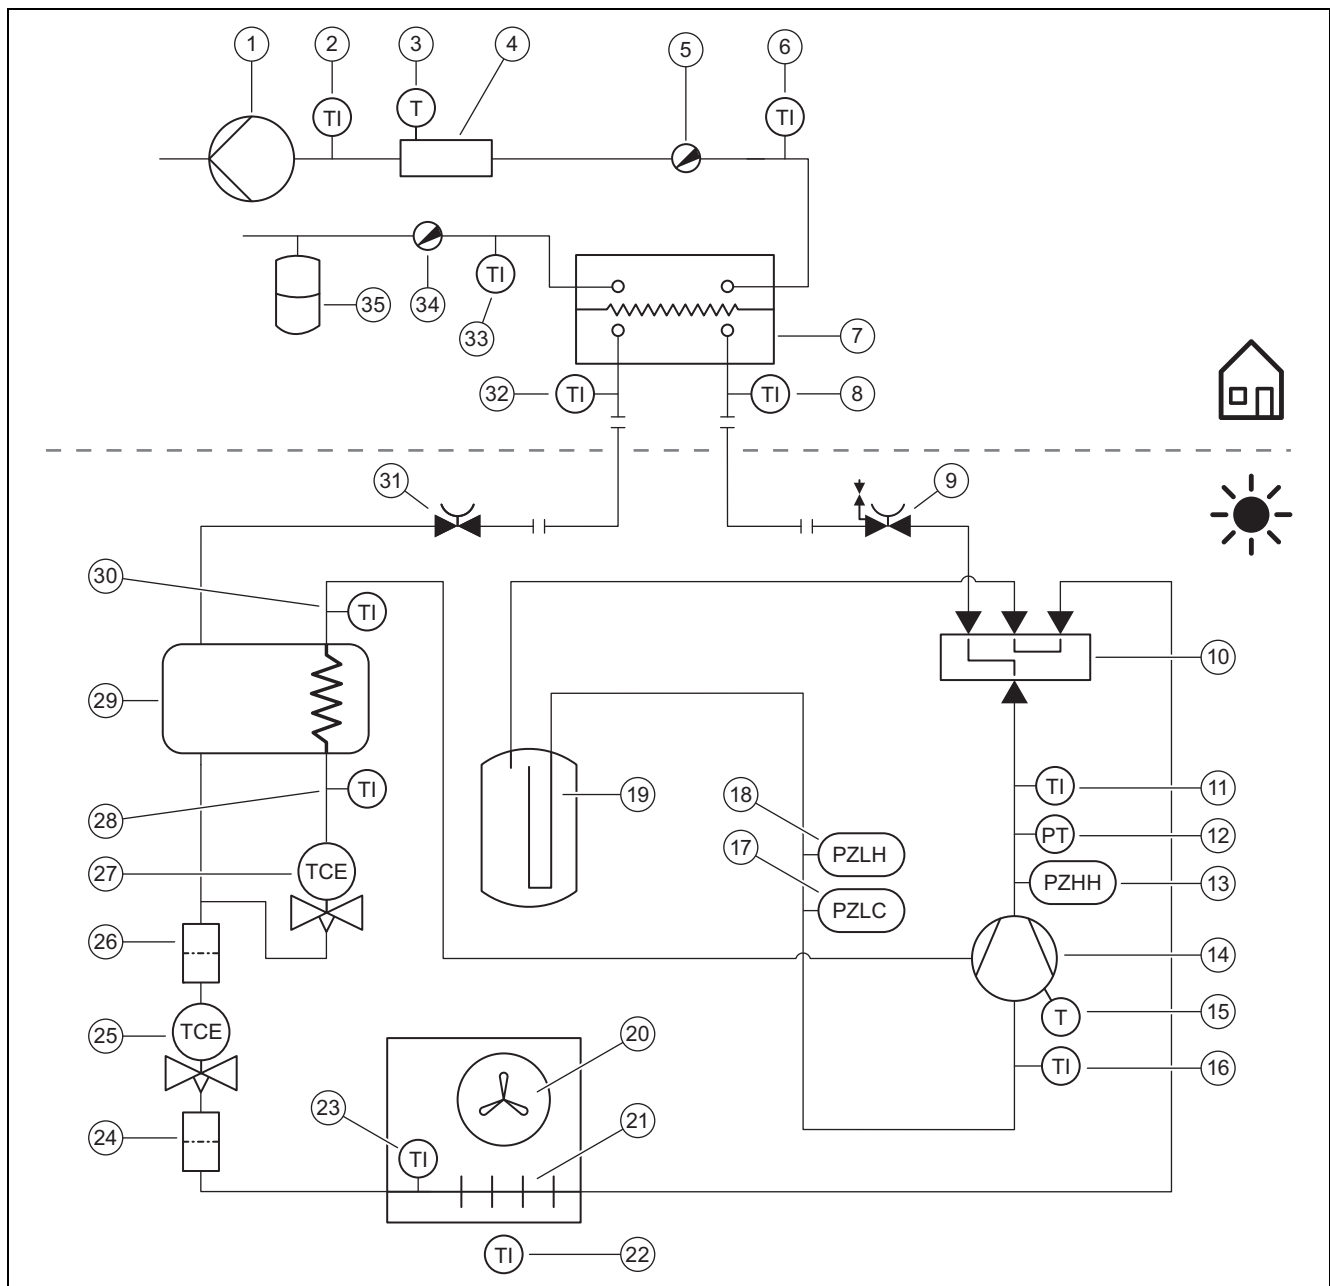 1 2 3 4 5 6
TI T TI
TI
35 34 33
7
32 TI TI 8
31 9
30 TI
10
29
28 TI
19 18 TI 11
17 PZLH PT 12
27 TCE PZLC PZHH 13
26 14
25 TCE T 15
20 TI 16
23 TI 21
24
TI 22